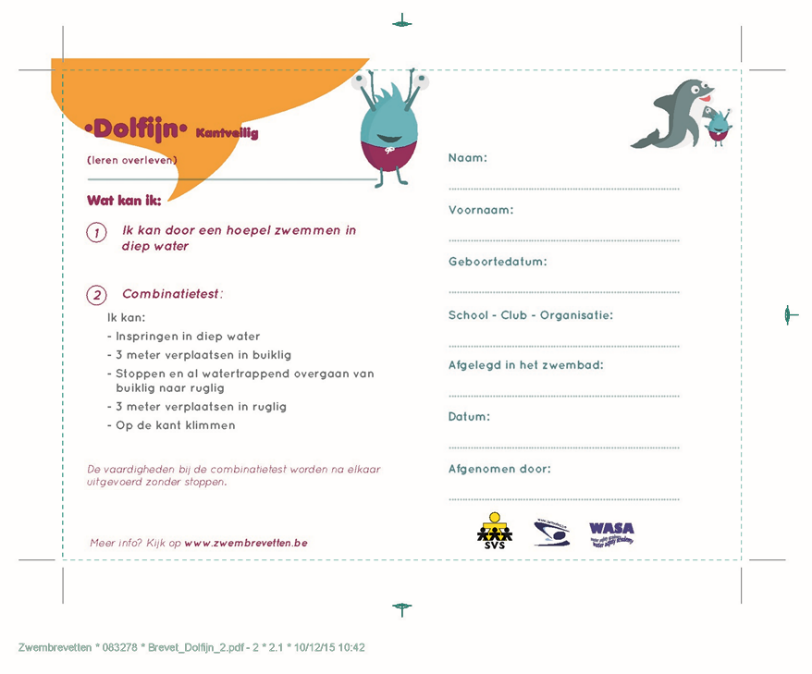 •Dolfijn• Kantveilig
(leren overleven)
Wat kan ik:
1 Ik kan door een hoepel zwemmen in
diep water
2 Combinatietest:
Ik kan:
- Inspringen in diep water
- 3 meter verplaatsen in buiklig
- Stoppen en al watertrappend overgaan van
buiklig naar ruglig
- 3 meter verplaatsen in ruglig
- Op de kant klimmen
De vaardigheden bij de combinatietest worden na elkaar
uitgevoerd zonder stoppen.
Meer info? Kijk op www.zwembrevetten.be
Naam:
Voornaam:
Geboortedatum:
School - Club - Organisatie:
Afgelegd in het zwembad:
Datum:
Afgenomen door:
SVS
WASA
Zwembrevetten * 083278 * Brevet_Dolfijn_2.pdf - 2 * 2.1 * 10/12/15 10:42